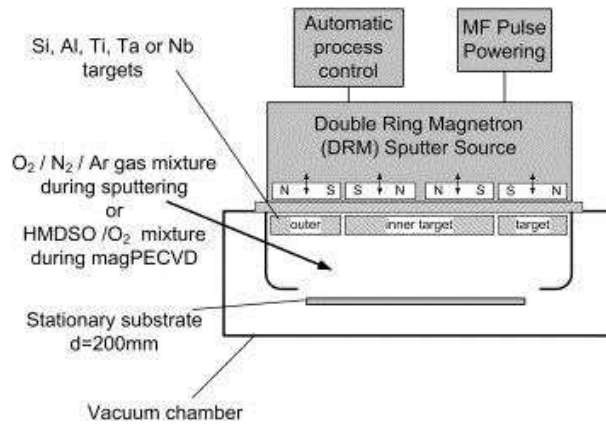 Automatic
process
control
MF Pulse
Powering
Si, Al, Ti, Ta or Nb
targets
Double Ring Magnetron
(DRM) Sputter Source
N S S N N S S N
O₂ / N₂ / Ar gas mixture
during sputtering
or
HMDSO /O₂ mixture
during magPECVD
outer inner target target
Stationary substrate
d=200mm
Vacuum chamber